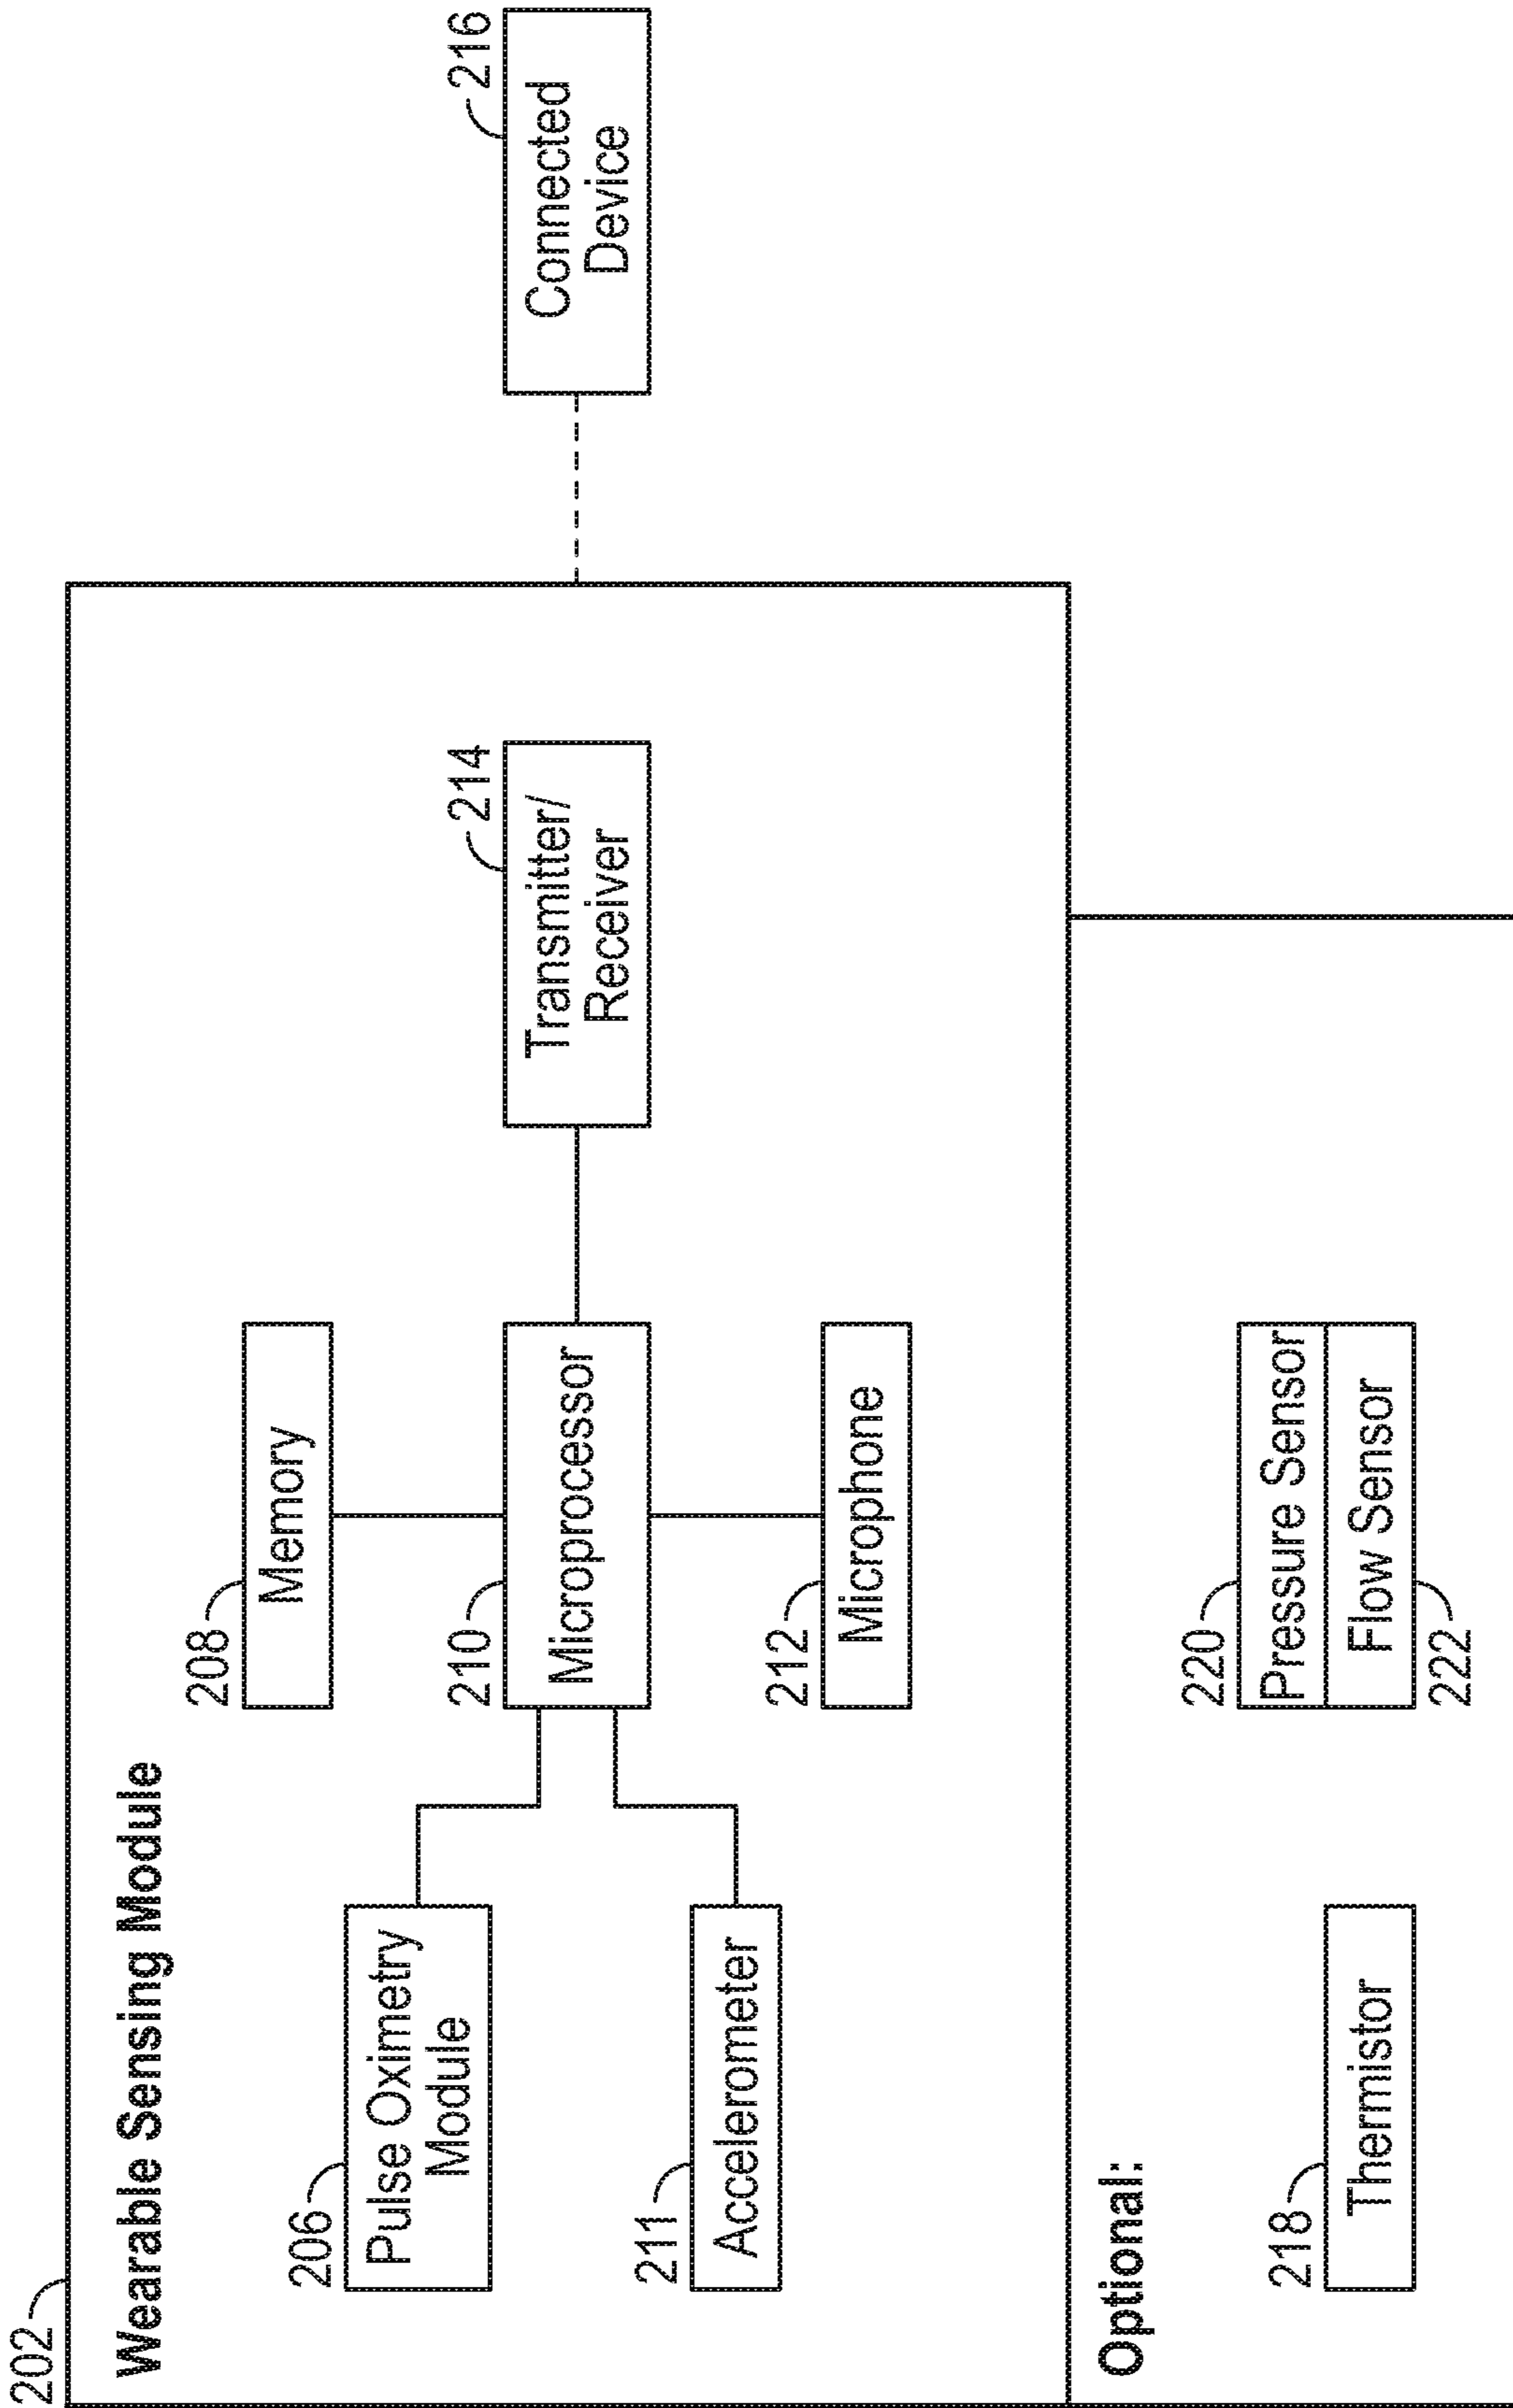 202
Wearable Sensing Module
206
Pulse Oximetry
Module
208
Memory
210
Microprocessor
211
Accelerometer
212
Microphone
214
Transmitter/
Receiver
216
Connected
Device
Optional:
218
Thermistor
220
Pressure Sensor
Flow Sensor
222